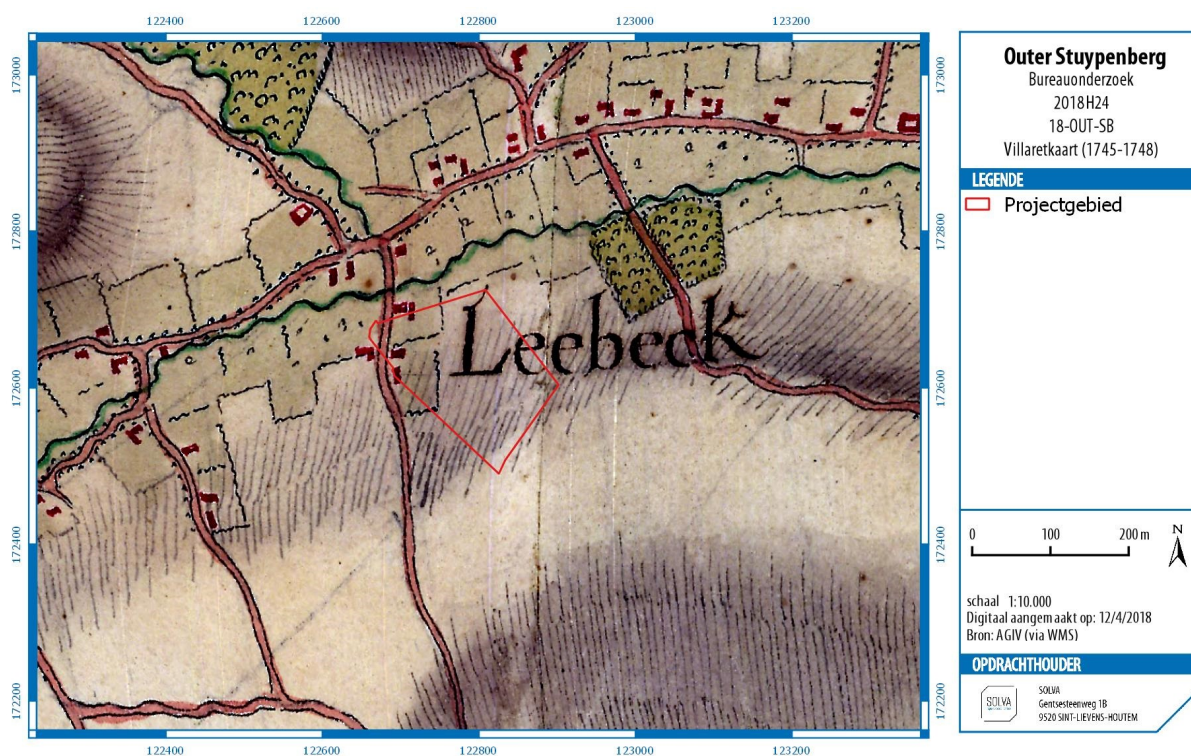 122400 122600 122800 123000 123200
173000 173000
172800 172800
172600 172600
172400 172400
172200 172200
122400 122600 122800 123000 123200
Leebeck
Outer Stuypenberg
Bureauonderzoek
2018H24
18-OUT-SB
Villaretkaart (1745-1748)
LEGENDE
Projectgebied
0 100 200 m
N
schaal 1:10.000
Digitaal aangemaakt op: 12/4/2018
Bron: AGIV (via WMS)
OPDRACHTHOUDER
SOLVA
SOLVA
Gentsesteenweg 1B
9520 SINT-LIEVENS-HOUTEM